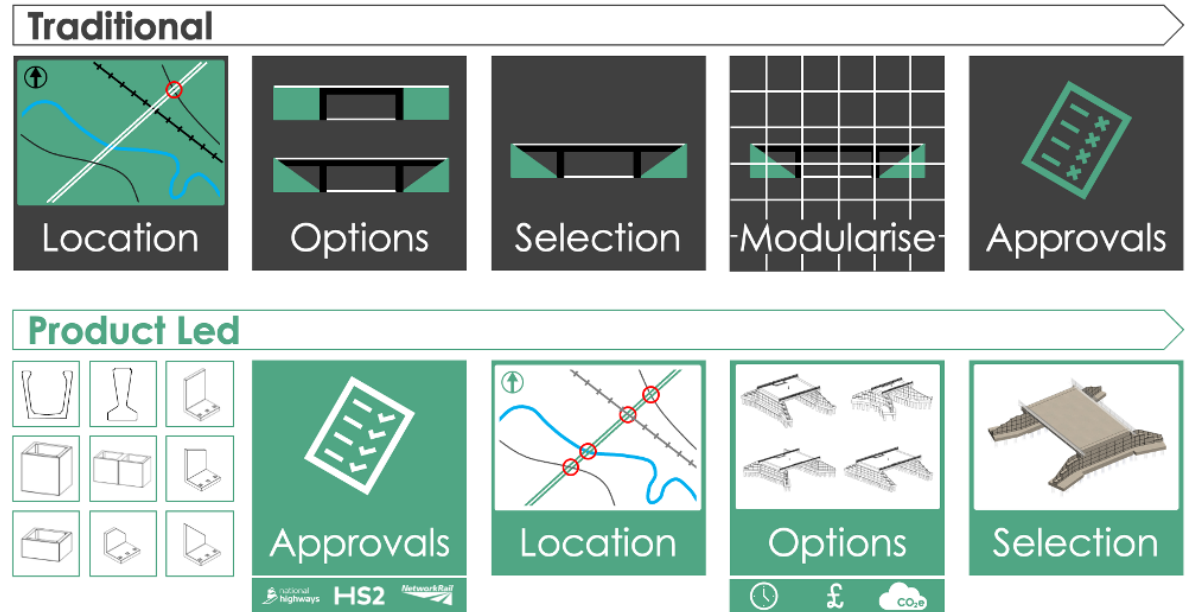 Traditional
Location
Options
Selection
Modularise
Approvals
Product Led
Approvals
Location
Options
Selection
national
highways
HS2
NetworkRail
£
CO₂e